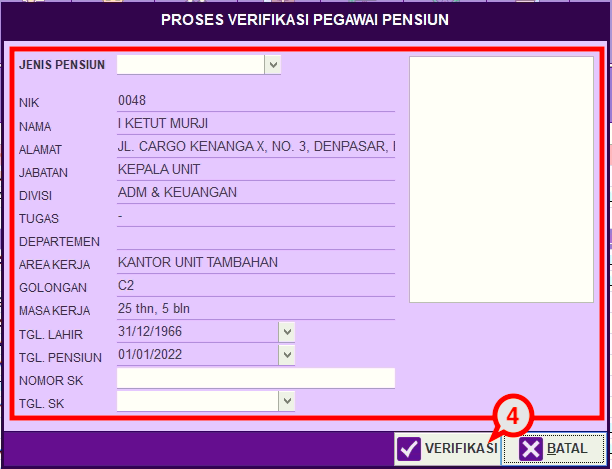 PROSES VERIFIKASI PEGAWAI PENSIUN
JENIS PENSIUN
NIK 0048
NAMA I KETUT MURJI
ALAMAT JL. CARGO KENANGA X, NO. 3, DENPASAR,
JABATAN KEPALA UNIT
DIVISI ADM & KEUANGAN
TUGAS -
DEPARTEMEN
AREA KERJA KANTOR UNIT TAMBAHAN
GOLONGAN C2
MASA KERJA 25 thn, 5 bln
TGL. LAHIR 31/12/1966
TGL. PENSIUN 01/01/2022
NOMOR SK
TGL. SK
4
VERIFIKASI BATAL